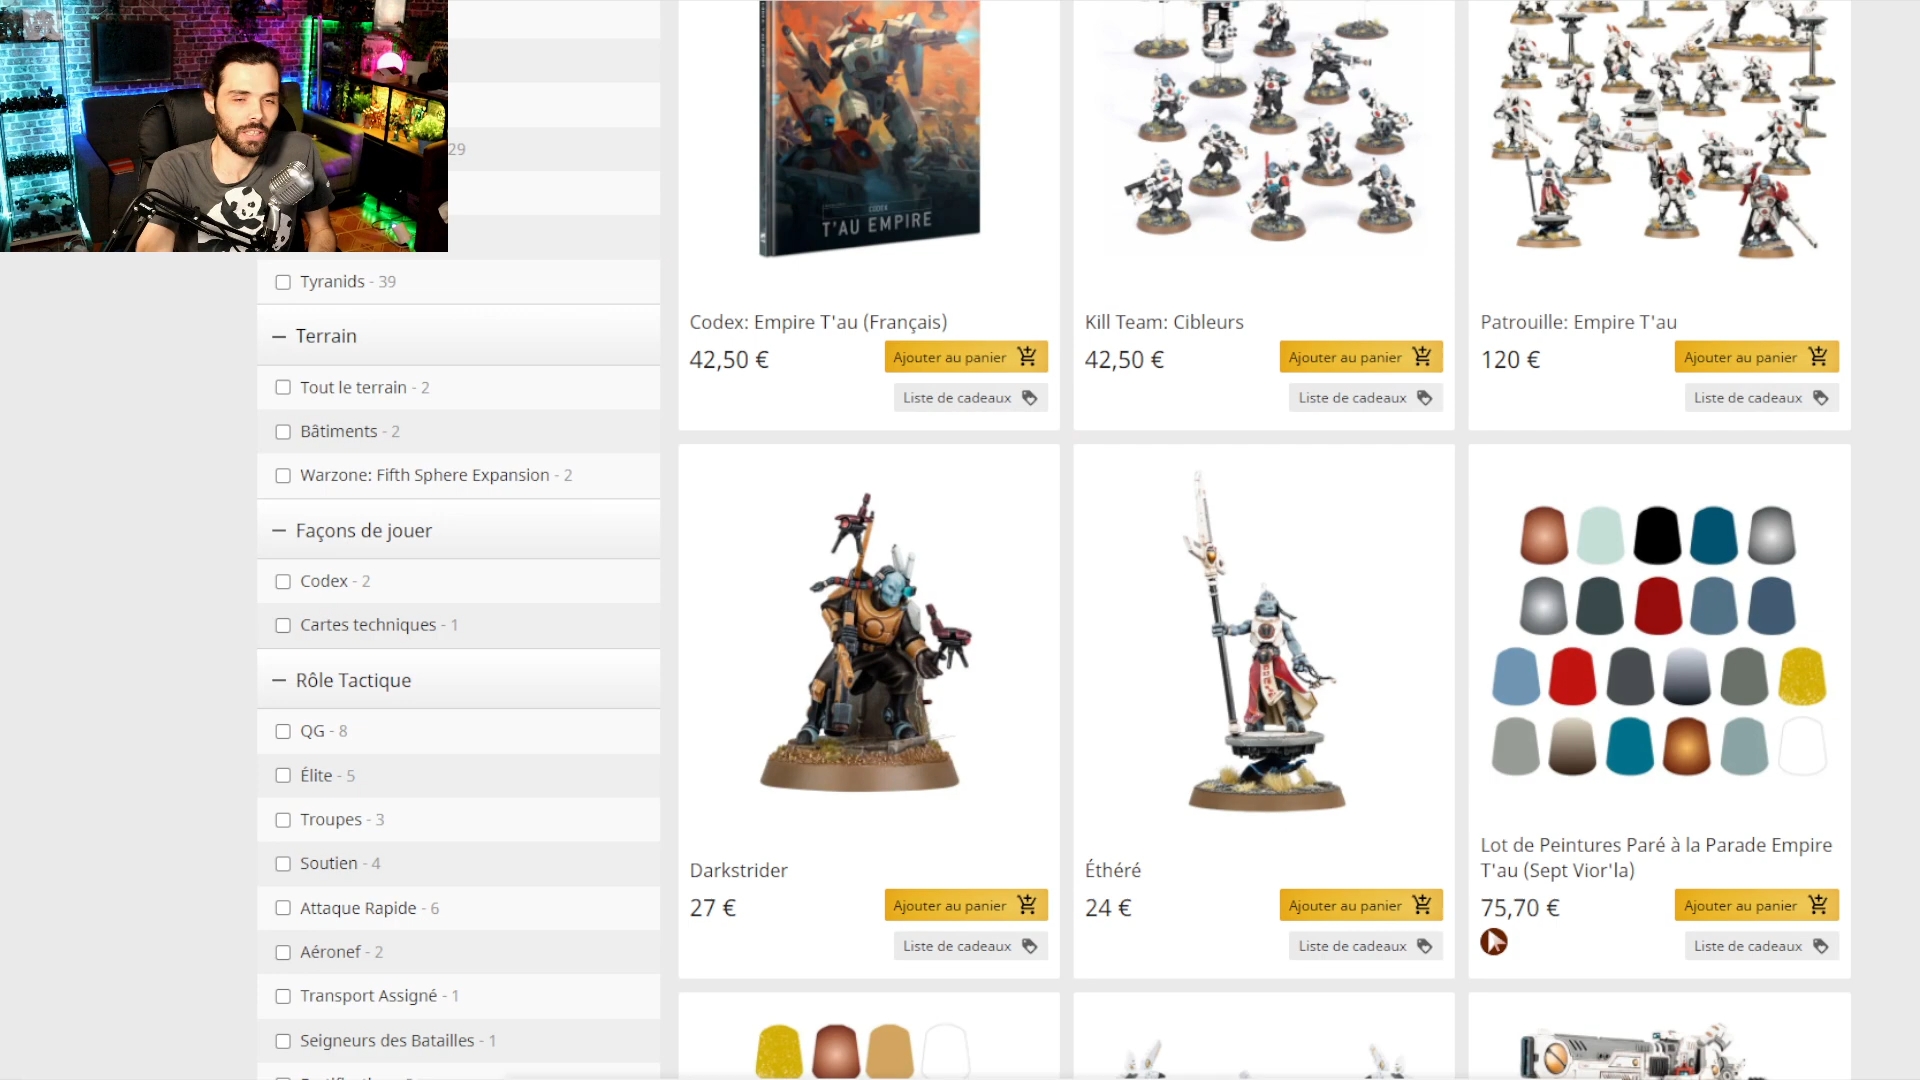 29
Tyranids - 39
Terrain
Tout le terrain - 2
Bâtiments - 2
Warzone: Fifth Sphere Expansion - 2
Façons de jouer
Codex - 2
Cartes techniques - 1
Rôle Tactique
QG - 8
Élite - 5
Troupes - 3
Soutien - 4
Attaque Rapide - 6
Aéronef - 2
Transport Assigné - 1
Seigneurs des Batailles - 1
CODEX
T'AU EMPIRE
Codex: Empire T'au (Français)
42,50 €
Ajouter au panier
Liste de cadeaux
Kill Team: Cibleurs
42,50 €
Ajouter au panier
Liste de cadeaux
Patrouille: Empire T'au
120 €
Ajouter au panier
Liste de cadeaux
Darkstrider
27 €
Ajouter au panier
Liste de cadeaux
Éthéré
24 €
Ajouter au panier
Liste de cadeaux
Lot de Peintures Paré à la Parade Empire
T'au (Sept Vior'la)
75,70 €
Ajouter au panier
Liste de cadeaux